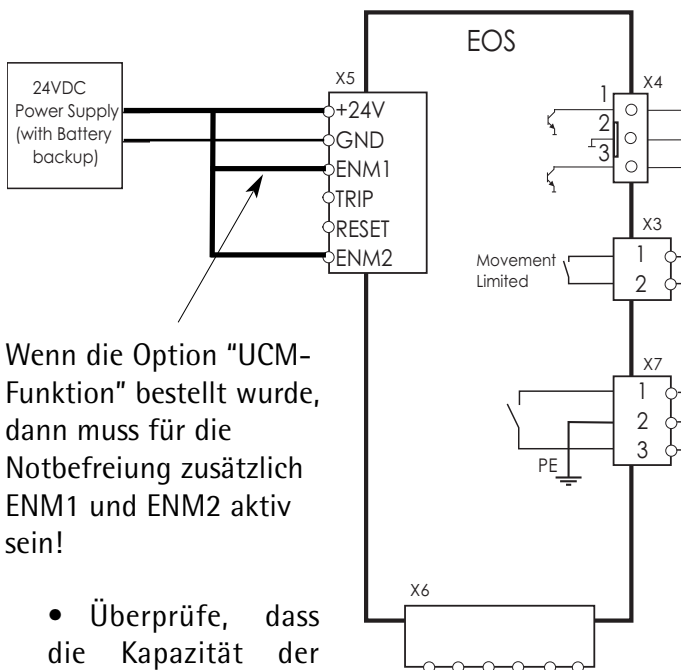 EOS
24VDC
Power Supply
(with Battery
backup)
X5
+24V
GND
ENM1
TRIP
RESET
ENM2
X4
1
2
3
X3
Movement
Limited
1
2
X7
1
2
3
PE
Wenn die Option “UCM-
Funktion” bestellt wurde,
dann muss für die
Notbefreiung zusätzlich
ENM1 und ENM2 aktiv
sein!
X6
• Überprüfe, dass
die Kapazität der